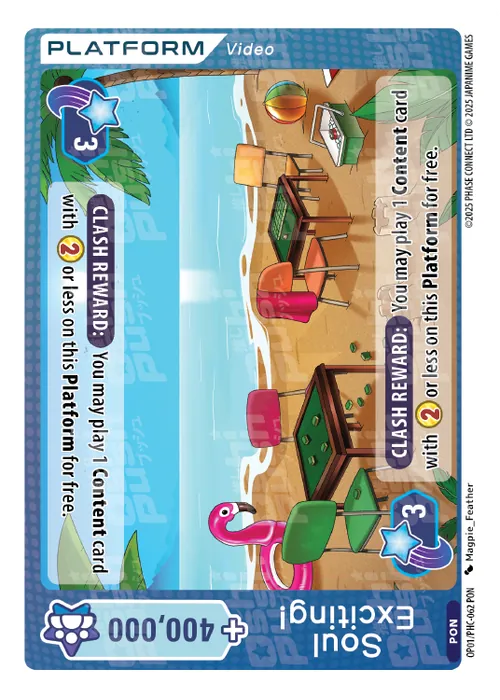 PLATFORM Video
3
CLASH REWARD: You may play 1 Content card
with 2 or less on this Platform for free.
3
CLASH REWARD: You may play 1 Content card
with 2 or less on this Platform for free.
+400,000
Soul
Exciting!
PON
OP01/PHC-062 PON Magpie_Feather
©2025 PHASE CONNECT LTD © 2025 JAPANIME GAMES